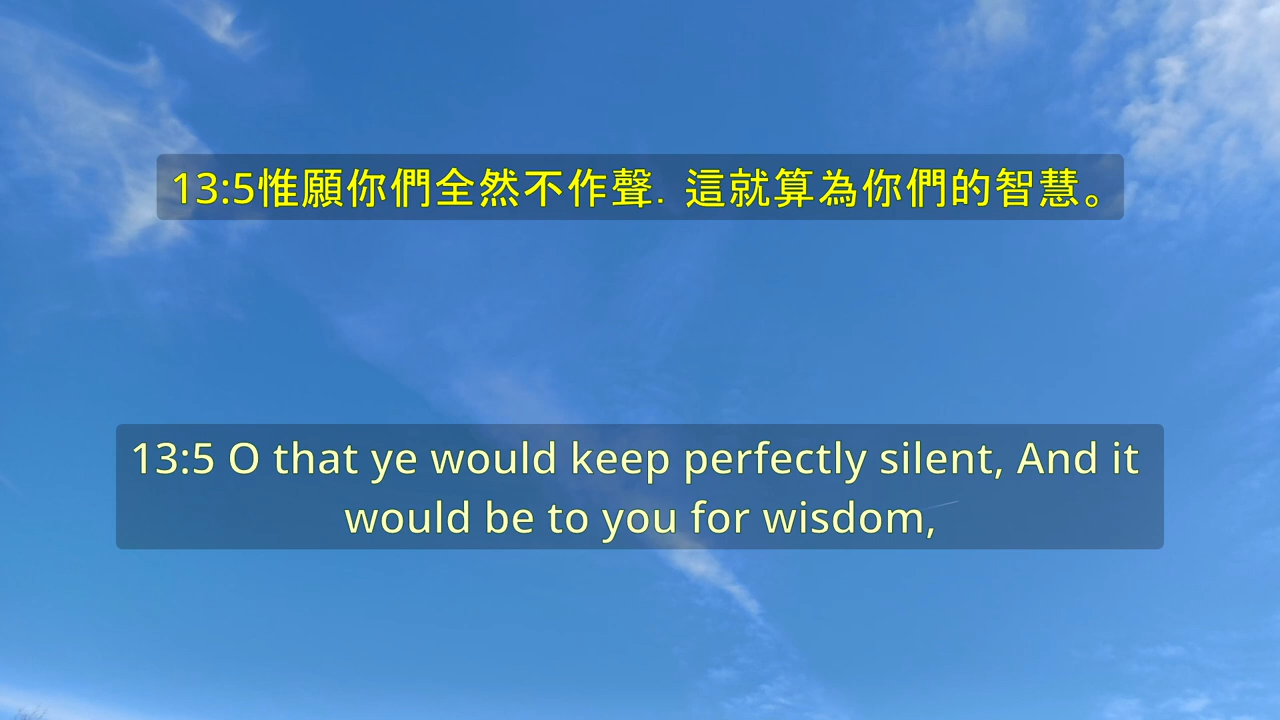 13:5惟願你們全然不作聲．這就算為你們的智慧。
13:5 O that ye would keep perfectly silent, And it
would be to you for wisdom,